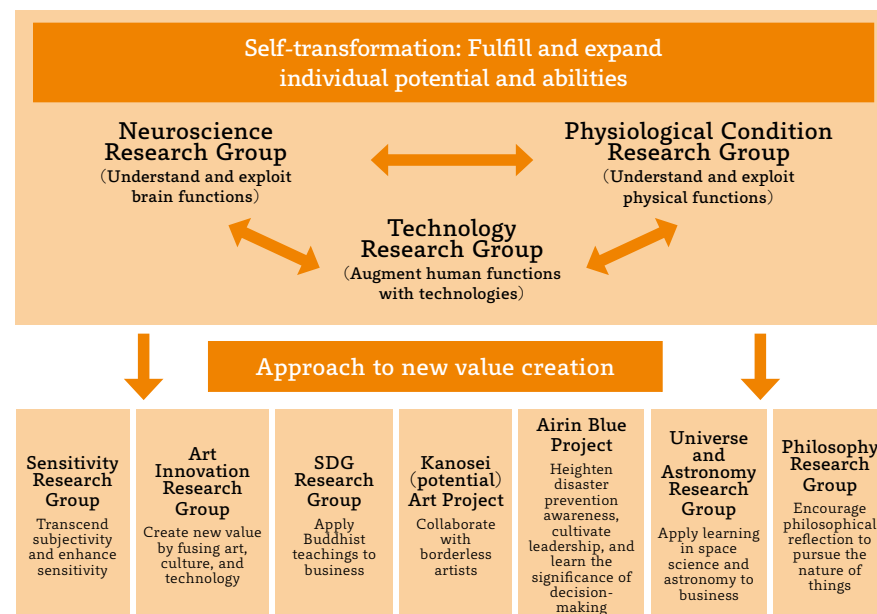 Self-transformation: Fulfill and expand
individual potential and abilities
Neuroscience
Research Group
(Understand and exploit
brain functions)
Physiological Condition
Research Group
(Understand and exploit
physical functions)
Technology
Research Group
(Augment human functions
with technologies)
Approach to new value creation
Sensitivity
Research
Group
Transcend
subjectivity
and enhance
sensitivity
Art
Innovation
Research
Group
Create new value
by fusing art,
culture, and
technology
SDG
Research
Group
Apply
Buddhist
teachings to
business
Kanosei
(potential)
Art Project
Collaborate
with
borderless
artists
Airin Blue
Project
Heighten
disaster
prevention
awareness,
cultivate
leadership, and
learn the
significance of
decision-
making
Universe
and
Astronomy
Research
Group
Apply learning
in space
science and
astronomy to
business
Philosophy
Research
Group
Encourage
philosophical
reflection to
pursue the
nature of
things